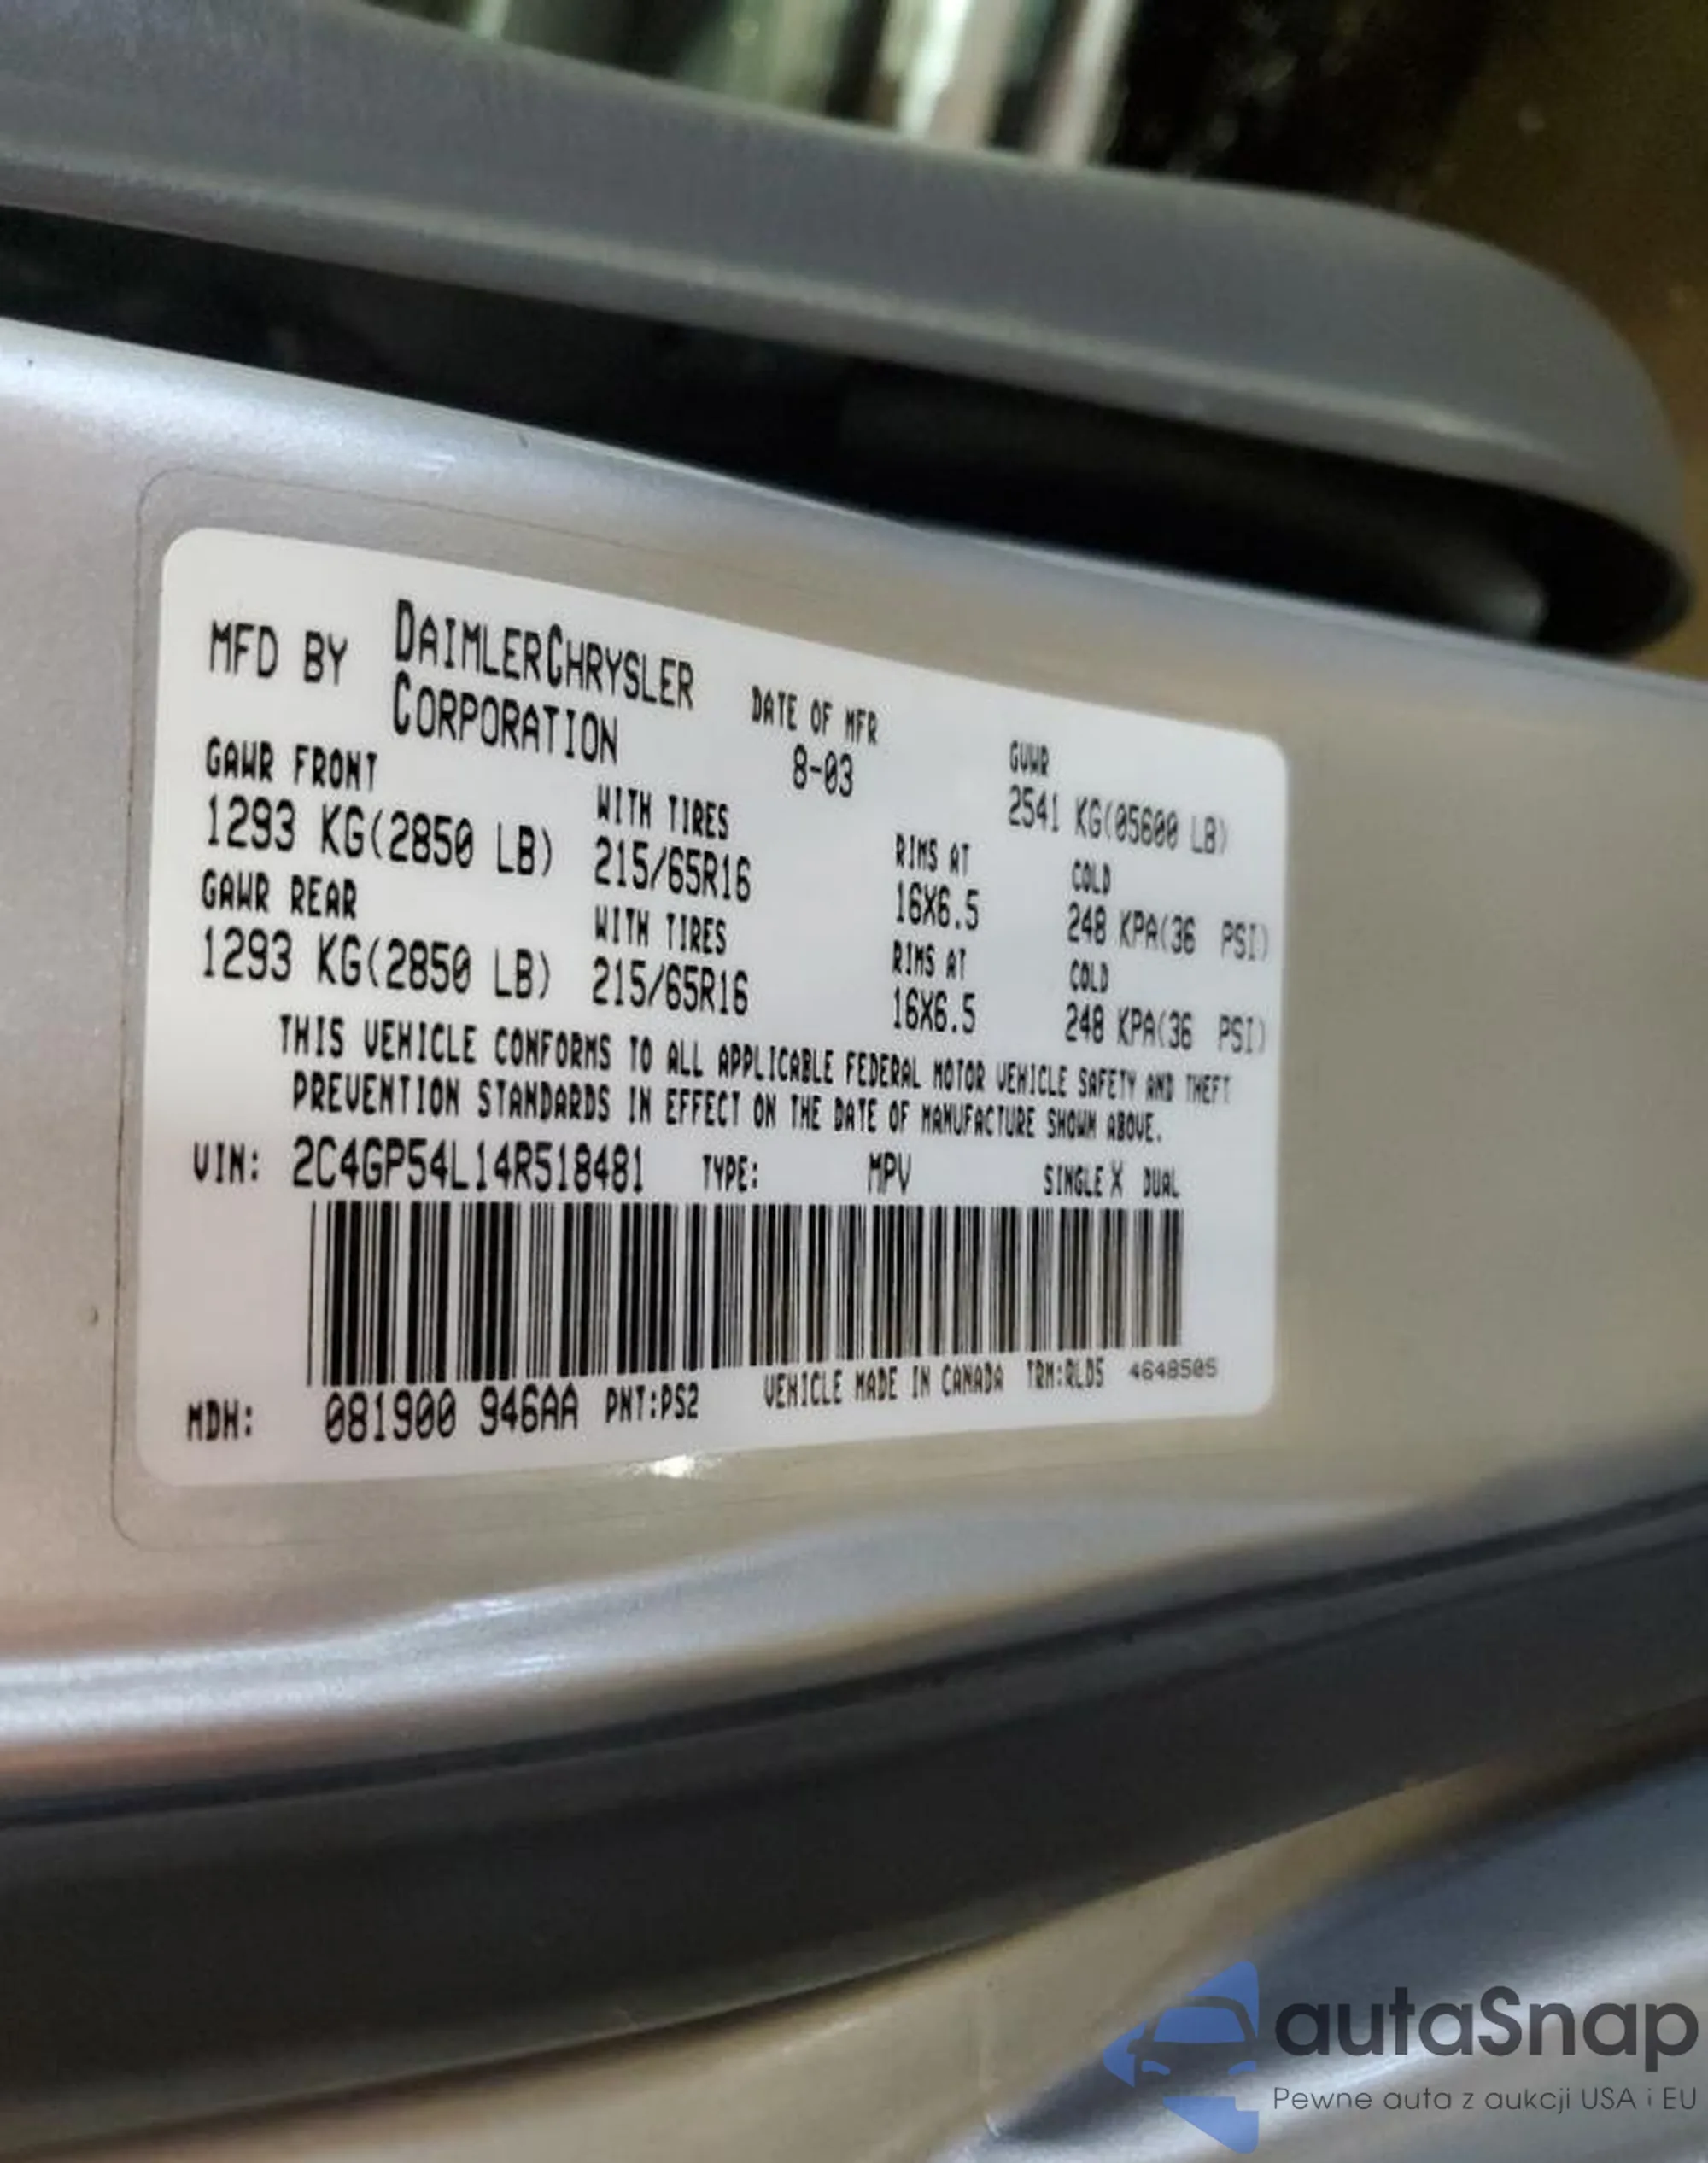 MFD BY DAIMLERCHRYSLER CORPORATION DATE OF MFR 8-03 GVWR 2541 KG(05600 LB)
GAWR FRONT WITH TIRES RIMS AT COLD
1293 KG(2850 LB) 215/65R16 16X6.5 248 KPA(36 PSI)
GAWR REAR WITH TIRES RIMS AT COLD
1293 KG(2850 LB) 215/65R16 16X6.5 248 KPA(36 PSI)
THIS VEHICLE CONFORMS TO ALL APPLICABLE FEDERAL MOTOR VEHICLE SAFETY AND THEFT
PREVENTION STANDARDS IN EFFECT ON THE DATE OF MANUFACTURE SHOWN ABOVE.
VIN: 2C4GP54L14R518481 TYPE: MPV SINGLE X DUAL
MDH: 081900 946AA PNT:PS2 VEHICLE MADE IN CANADA TRM:QLD5 4648505
autaSnap
Pewne auta z aukcji USA i EU